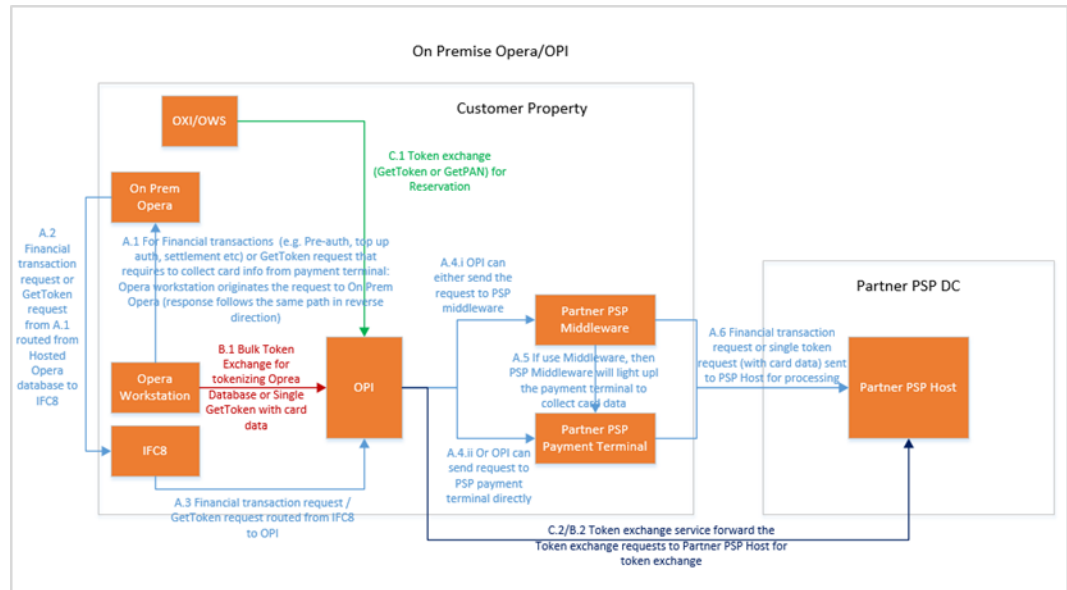 On Premise Opera/OPI
Customer Property
OXI/OWS
C.1 Token exchange
(GetToken or GetPAN) for
Reservation
On Prem
Opera
A.2
Financial
transaction
request or
GetToken
request
from A.1
routed from
Hosted
Opera
database to
IFC8
A.1 For Financial transactions (e.g. Pre-auth, top up
auth, settlement etc) or GetToken request that
requires to collect card info from payment terminal:
Opera workstation originates the request to On Prem
Opera (response follows the same path in reverse
direction)
A.4.i OPI can
either send the
request to PSP
middleware
Partner PSP DC
Partner PSP
Middleware
A.6 Financial transaction
request or single token
request (with card data) sent
to PSP Host for processing
Partner PSP Host
B.1 Bulk Token
Exchange for
tokenizing Oprea
Database or Single
GetToken with card
data
Opera
Workstation
OPI
A.5 If use Middleware, then
PSP Middleware will light upl
the payment terminal to
collect card data
Partner PSP
Payment Terminal
IFC8
A.4.ii Or OPI can
send request to
PSP payment
terminal directly
A.3 Financial transaction request /
GetToken request routed from IFC8
to OPI
C.2/B.2 Token exchange service forward the
Token exchange requests to Partner PSP Host for
token exchange